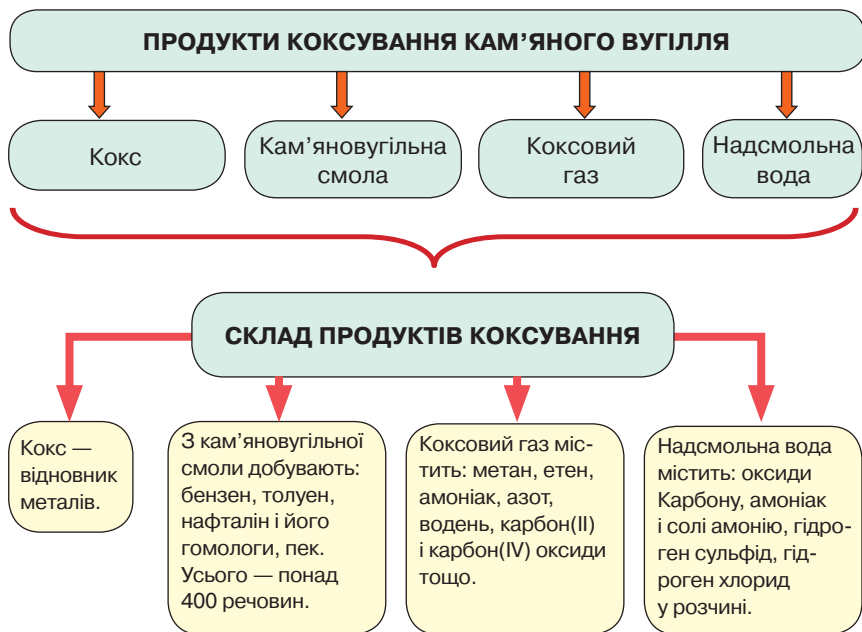 ПРОДУКТИ КОКСУВАННЯ КАМ’ЯНОГО ВУГІЛЛЯ
Кокс
Кам’яновугільна
смола
Коксовий
газ
Надсмольна
вода
СКЛАД ПРОДУКТІВ КОКСУВАННЯ
Кокс —
відновник
металів.
З кам’яновугільної
смоли добувають:
бензен, толуен,
нафталін і його
гомологи, пек.
Усього — понад
400 речовин.
Коксовий газ міс-
тить: метан, етен,
амоніак, азот,
водень, карбон(ІІ)
і карбон(IV) оксиди
тощо.
Надсмольна вода
містить: оксиди
Карбону, амоніак
і солі амонію, гідро-
ген сульфід, гід-
роген хлорид
у розчині.